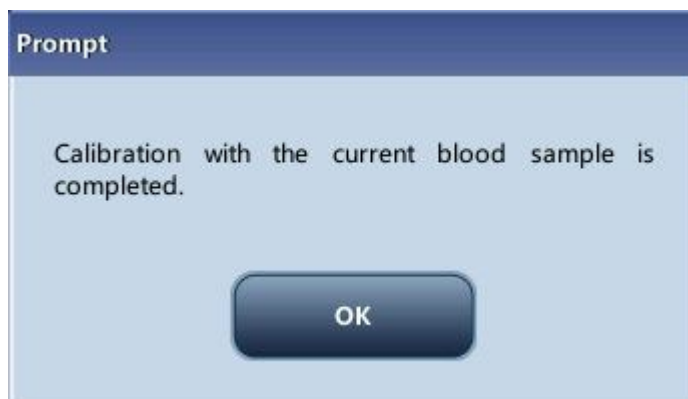 Prompt
Calibration with the current blood sample is
completed.
OK